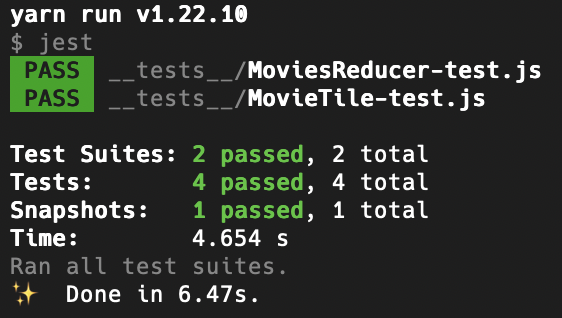 yarn run v1.22.10
$ jest
PASS __tests__/MoviesReducer-test.js
PASS __tests__/MovieTile-test.js
Test Suites: 2 passed, 2 total
Tests: 4 passed, 4 total
Snapshots: 1 passed, 1 total
Time: 4.654 s
Ran all test suites.
✨ Done in 6.47s.